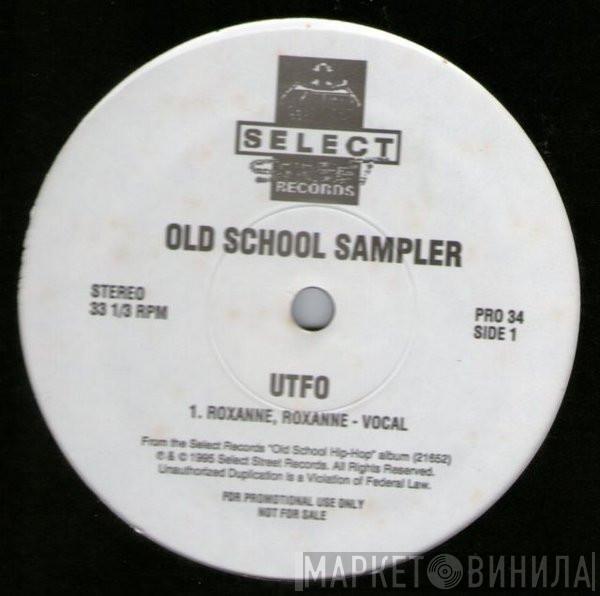 SELECT
RECORDS
OLD SCHOOL SAMPLER
STEREO
33 1/3 RPM
PRO 34
SIDE 1
UTFO
1. ROXANNE, ROXANNE - VOCAL
From the Select Records "Old School Hip-Hop" album (21652)
℗ & © 1995 Select Street Records. All Rights Reserved.
Unauthorized Duplication is a Violation of Federal Law.
FOR PROMOTIONAL USE ONLY
NOT FOR SALE
МАРКЕТ ВИНИЛА